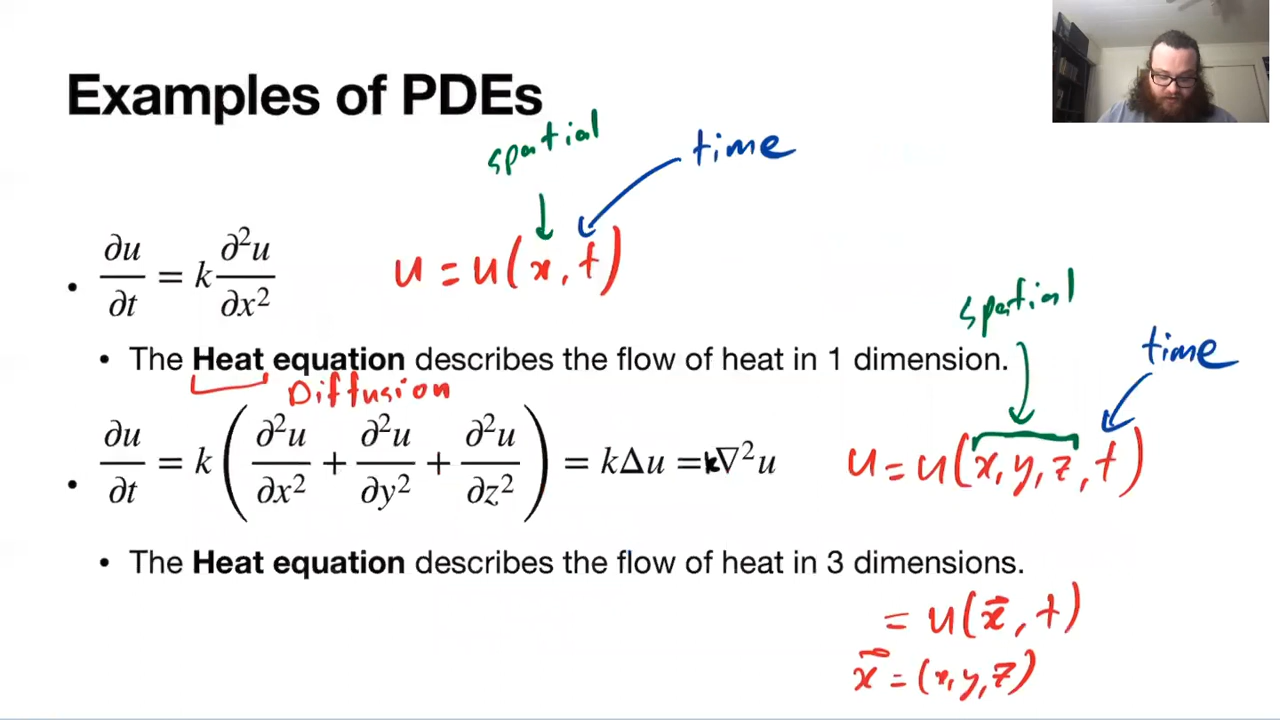 Examples of PDEs
spatial
time
• ∂u/∂t = k ∂²u/∂x²
u = u(x, t)
spatial
• The Heat equation describes the flow of heat in 1 dimension.
time
Diffusion
• ∂u/∂t = k (∂²u/∂x² + ∂²u/∂y² + ∂²u/∂z²) = kΔu = k∇²u
u = u(x, y, z, t)
• The Heat equation describes the flow of heat in 3 dimensions.
= u(x⃗, t)
x⃗ = (x, y, z)